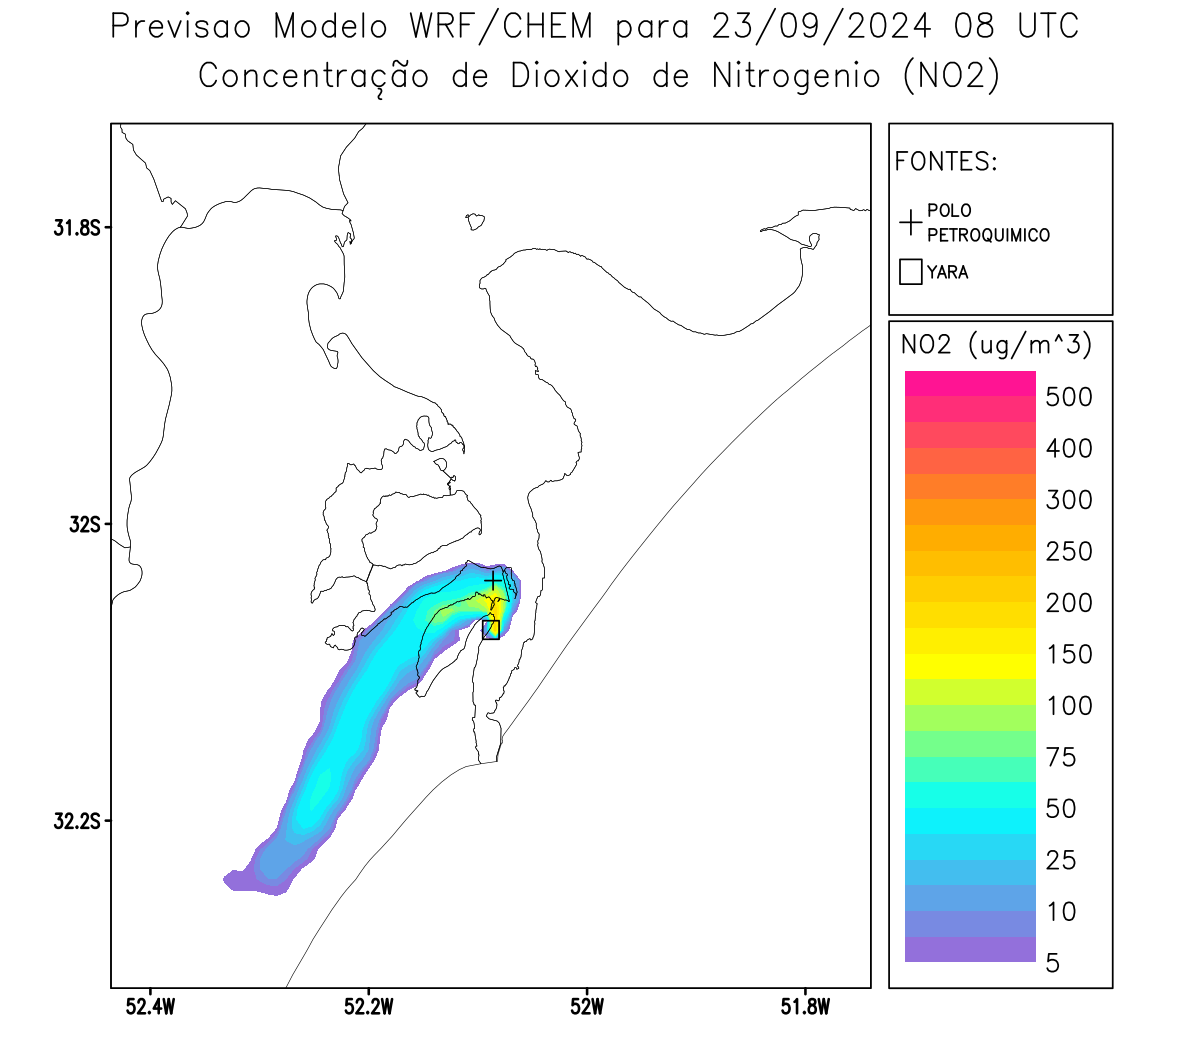 Previsao Modelo WRF/CHEM para 23/09/2024 08 UTC
Concentração de Dioxido de Nitrogenio (NO2)
FONTES:
POLO
PETROQUIMICO
YARA
NO2 (ug/m^3)
500
400
300
250
200
150
100
75
50
25
10
5
31.8S
32S
32.2S
52.4W
52.2W
52W
51.8W